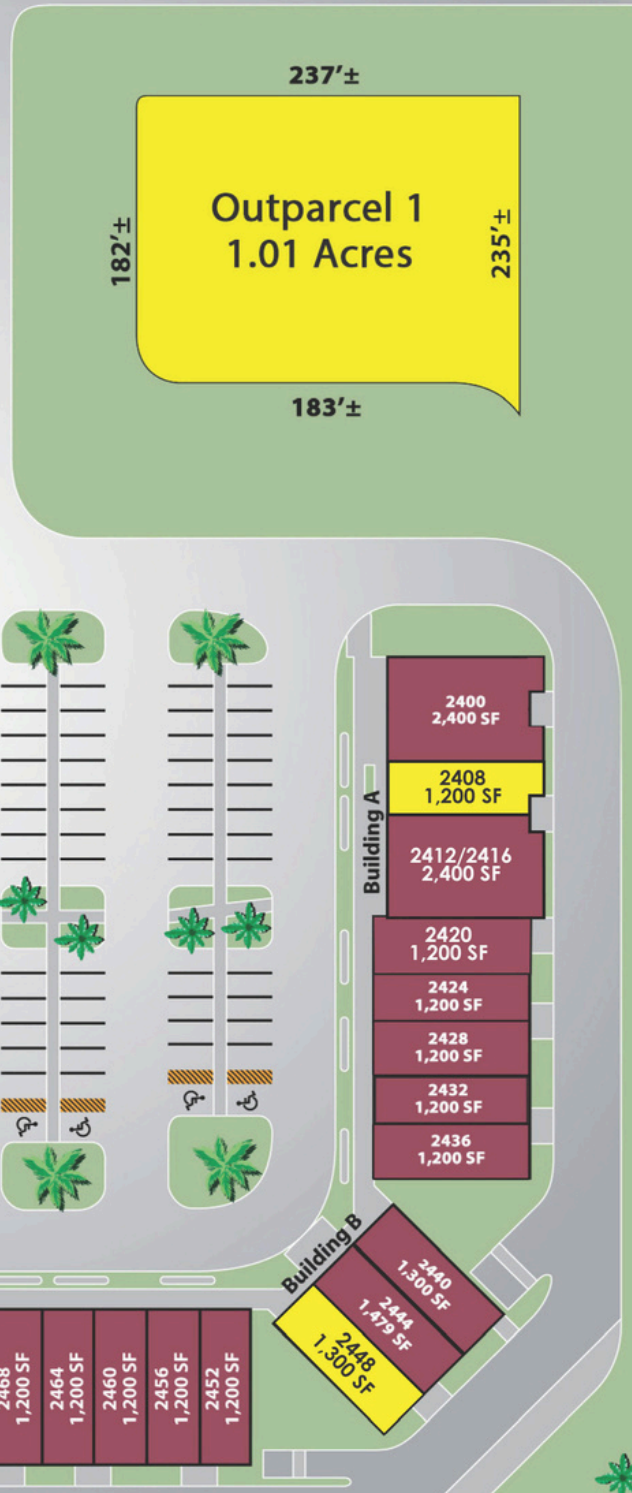 237'±
Outparcel 1
1.01 Acres
182'±
235'±
183'±
Building A
2400
2,400 SF
2408
1,200 SF
2412/2416
2,400 SF
2420
1,200 SF
2424
1,200 SF
2428
1,200 SF
2432
1,200 SF
2436
1,200 SF
Building B
2440
1,300 SF
2444
1,479 SF
2448
1,300 SF
2468
1,200 SF
2464
1,200 SF
2460
1,200 SF
2456
1,200 SF
2452
1,200 SF